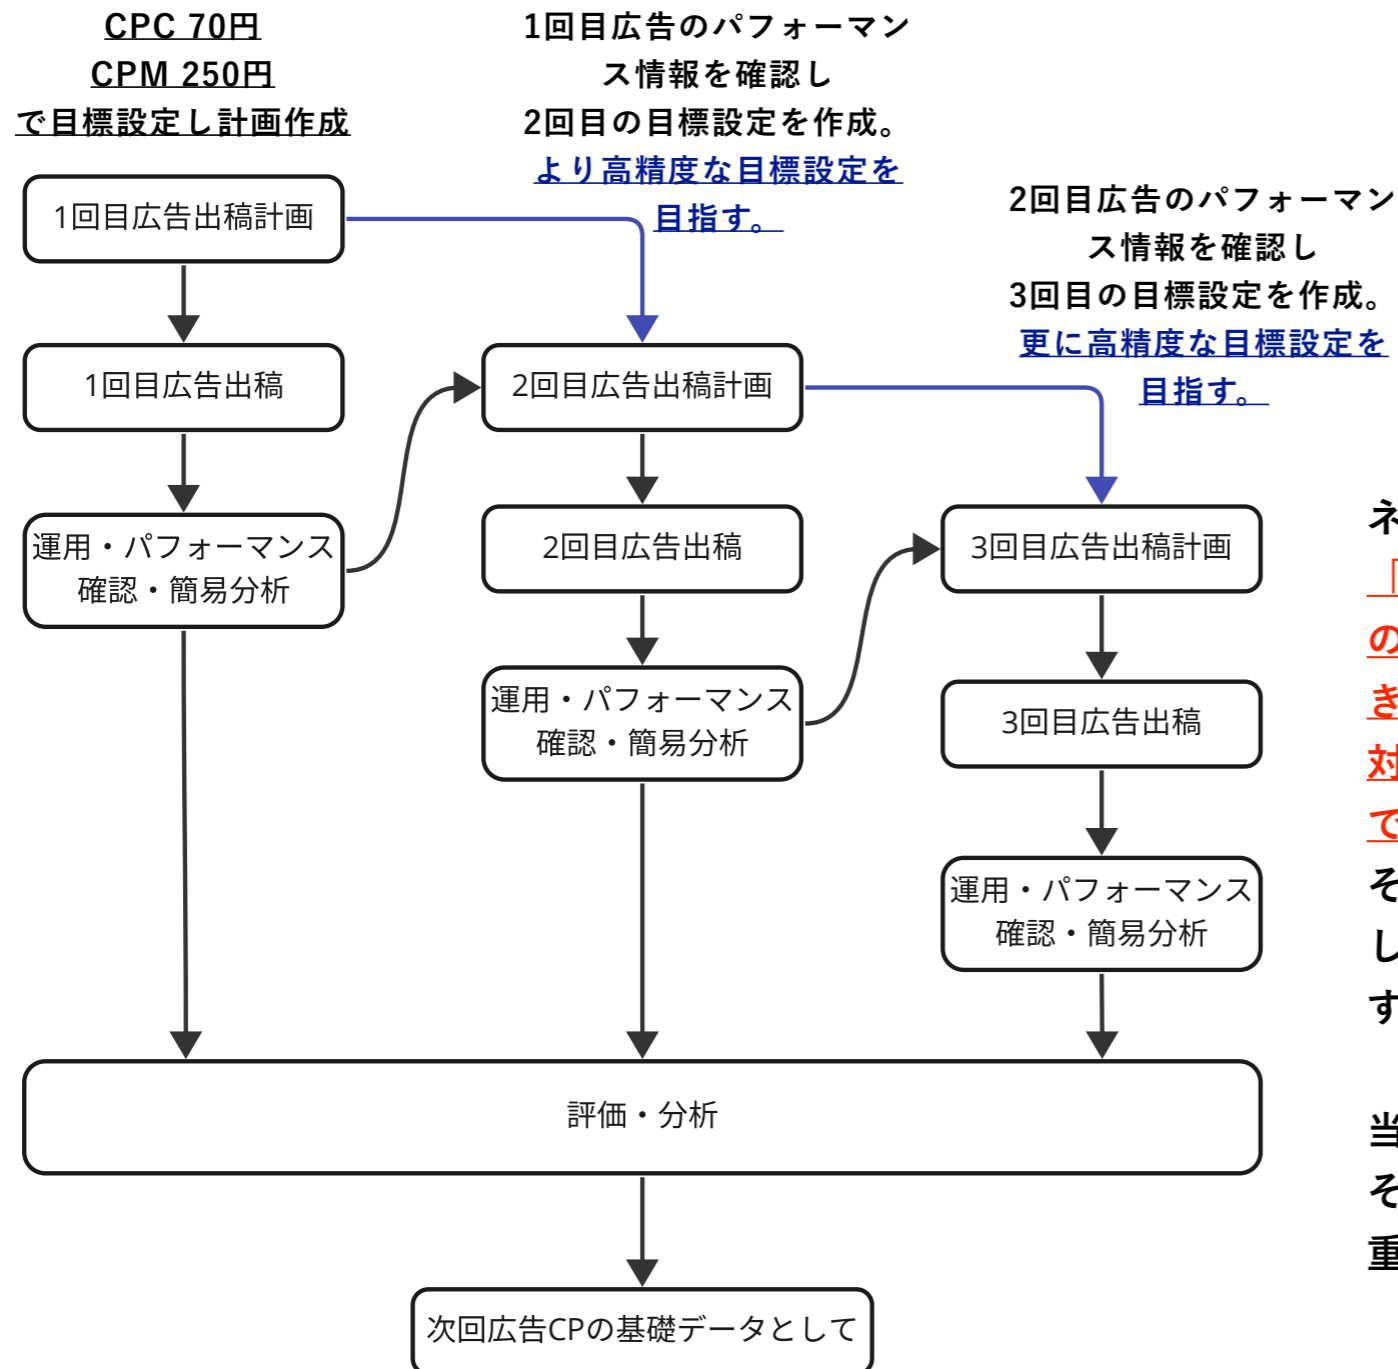 CPC 70円
CPM 250円
で目標設定し計画作成
1回目広告のパフォーマン
ス情報を確認し
2回目の目標設定を作成。
より高精度な目標設定を
目指す。
2回目広告のパフォーマン
ス情報を確認し
3回目の目標設定を作成。
更に高精度な目標設定を
目指す。
1回目広告出稿計画
1回目広告出稿
運用・パフォーマンス
確認・簡易分析
2回目広告出稿計画
2回目広告出稿
運用・パフォーマンス
確認・簡易分析
3回目広告出稿計画
3回目広告出稿
運用・パフォーマンス
確認・簡易分析
評価・分析
次回広告CPの基礎データとして
ネ
「
の
き
対
で
そ
し
す
当
そ
重